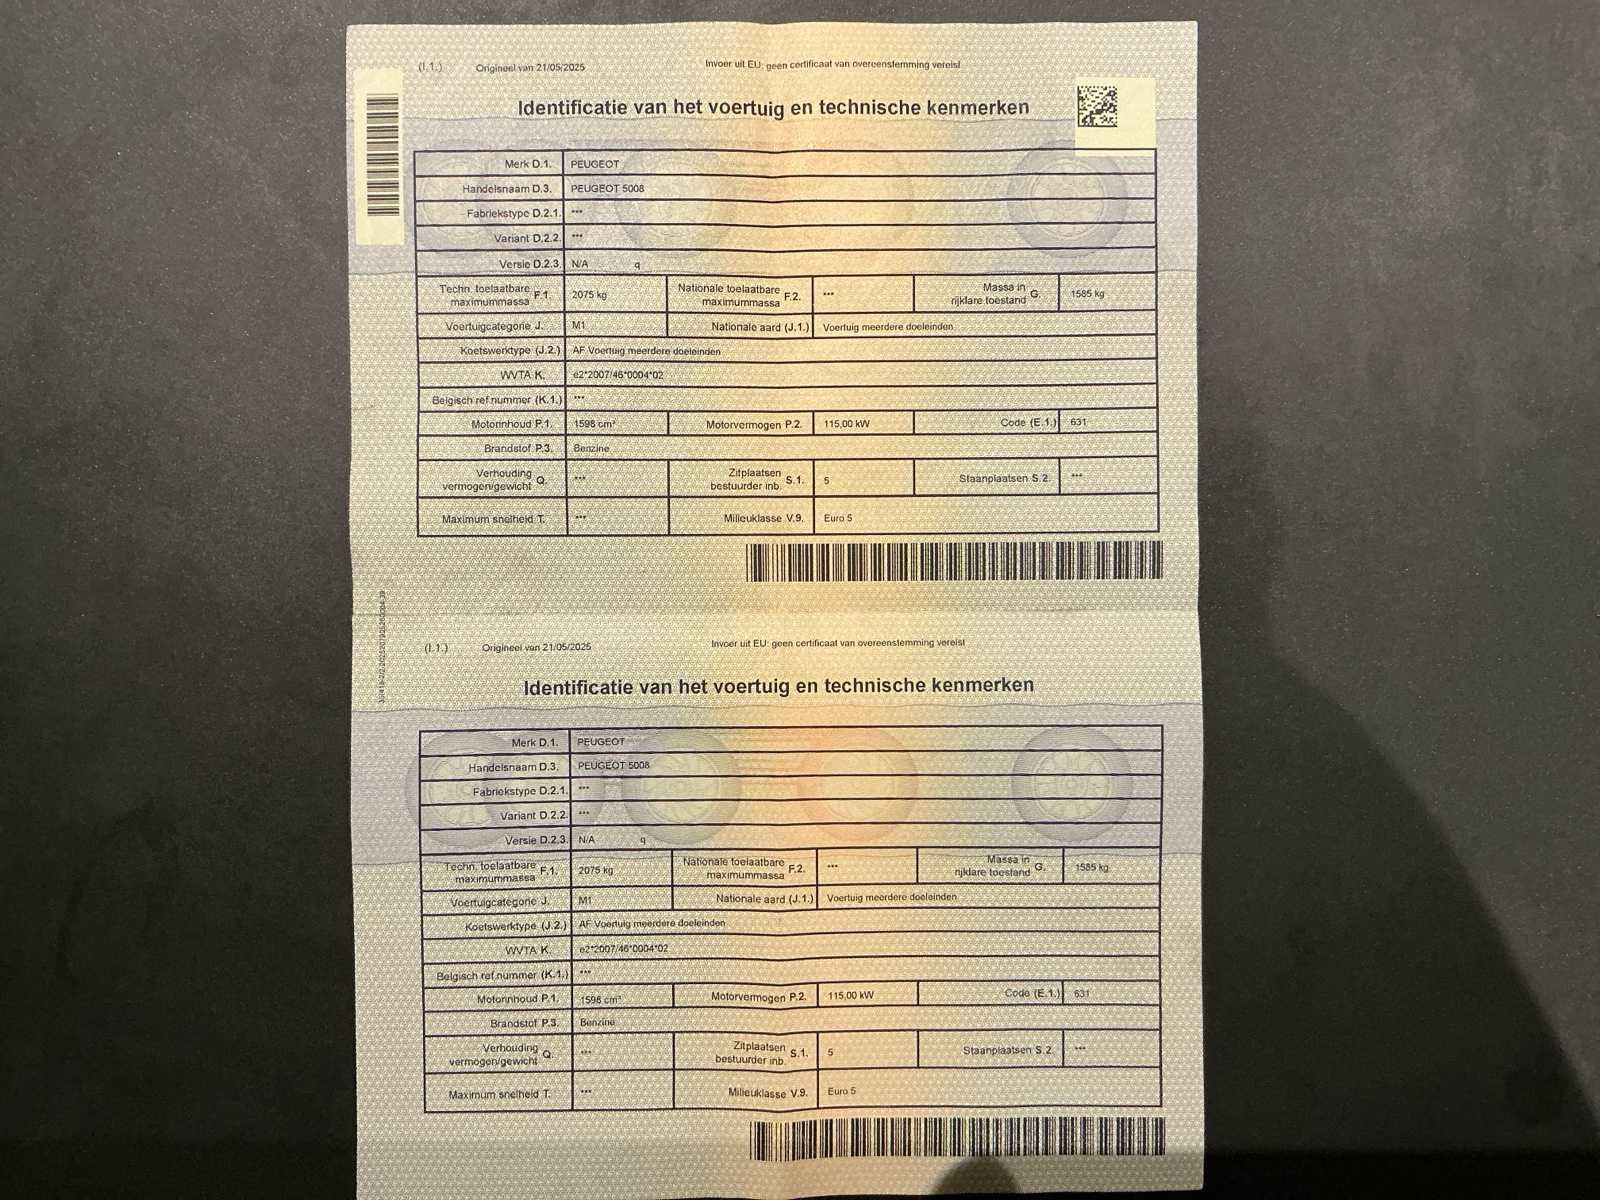 (I.1.) Origineel van 21/05/2025 Invoer uit EU: geen certificaat van overeenstemming vereist
Identificatie van het voertuig en technische kenmerken
Merk D.1. PEUGEOT
Handelsnaam D.3. PEUGEOT 5008
Fabriekstype D.2.1. ***
Variant D.2.2. ***
Versie D.2.3. N/A q
Techn. toelaatbare maximummassa F.1. 2075 kg Nationale toelaatbare maximummassa F.2. *** Massa in rijklare toestand G. 1585 kg
Voertuigcategorie J. M1 Nationale aard (J.1.) Voertuig meerdere doeleinden
Koetswerktype (J.2.) AF Voertuig meerdere doeleinden
WVTA K. e2*2007/46*0004*02
Belgisch ref.nummer (K.1.) ***
Motorinhoud P.1. 1598 cm³ Motorvermogen P.2. 115,00 kW Code (E.1.) 631
Brandstof P.3. Benzine
Verhouding vermogen/gewicht Q. *** Zitplaatsen bestuurder inb. S.1. 5 Staanplaatsen S.2. ***
Maximum snelheid T. *** Milieuklasse V.9. Euro 5
(I.1.) Origineel van 21/05/2025 Invoer uit EU: geen certificaat van overeenstemming vereist
Identificatie van het voertuig en technische kenmerken
Merk D.1. PEUGEOT
Handelsnaam D.3. PEUGEOT 5008
Fabriekstype D.2.1. ***
Variant D.2.2. ***
Versie D.2.3. N/A q
Techn. toelaatbare maximummassa F.1. 2075 kg Nationale toelaatbare maximummassa F.2. *** Massa in rijklare toestand G. 1585 kg
Voertuigcategorie J. M1 Nationale aard (J.1.) Voertuig meerdere doeleinden
Koetswerktype (J.2.) AF Voertuig meerdere doeleinden
WVTA K. e2*2007/46*0004*02
Belgisch ref.nummer (K.1.) ***
Motorinhoud P.1. 1598 cm³ Motorvermogen P.2. 115,00 kW Code (E.1.) 631
Brandstof P.3. Benzine
Verhouding vermogen/gewicht Q. *** Zitplaatsen bestuurder inb. S.1. 5 Staanplaatsen S.2. ***
Maximum snelheid T. *** Milieuklasse V.9. Euro 5